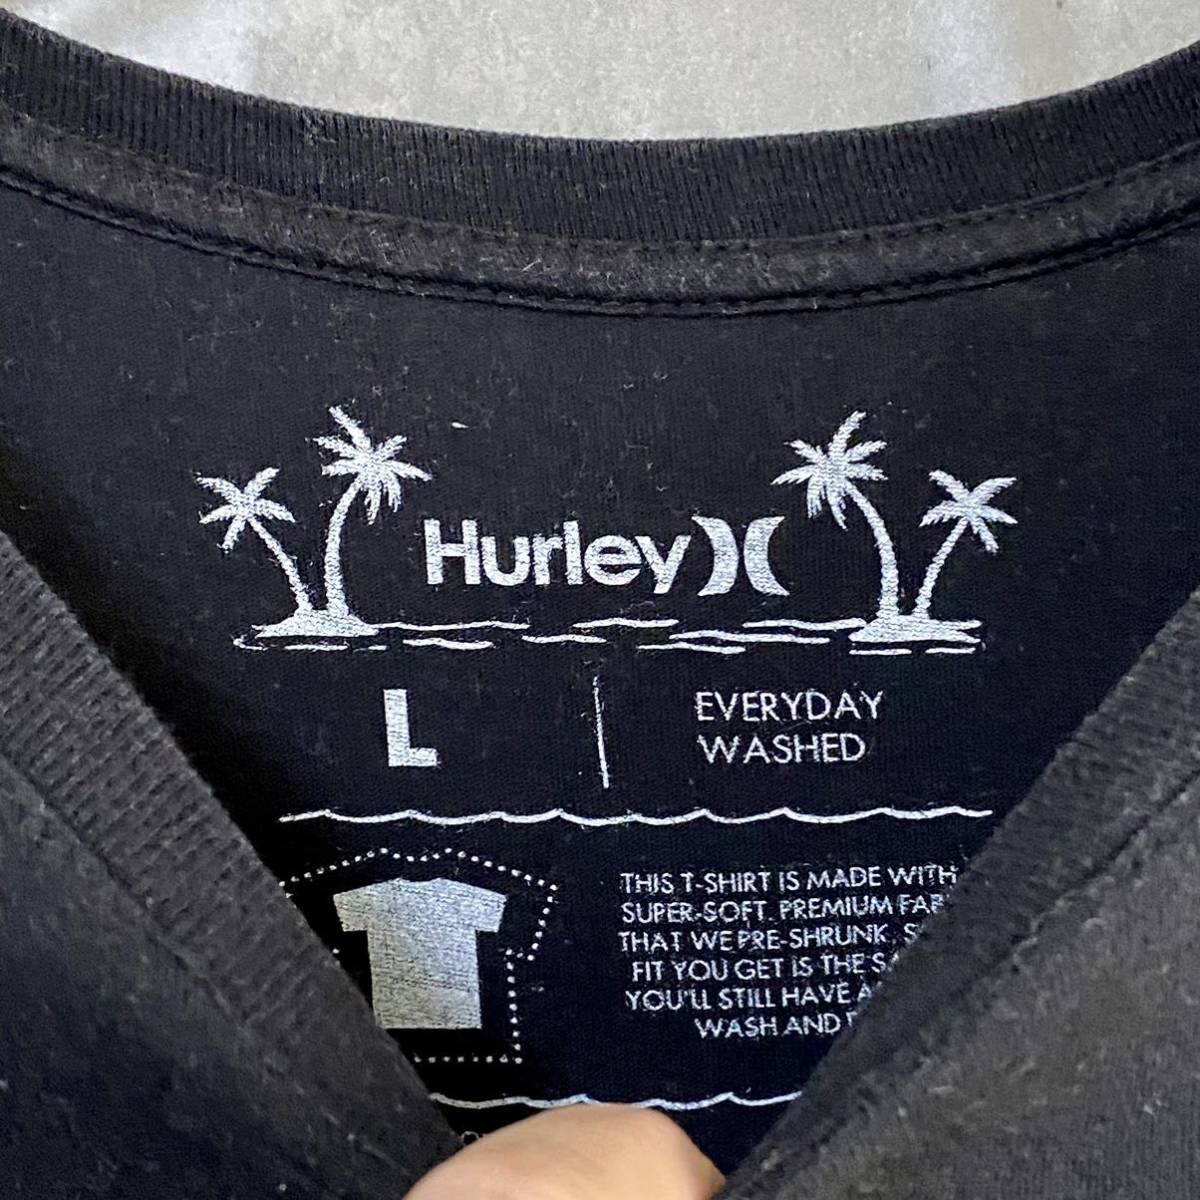 Hurley
L
EVERYDAY
WASHED
THIS T-SHIRT IS MADE WITH
SUPER-SOFT, PREMIUM
THAT WE PRE-SHRUNK,
FIT YOU GET IS THE
YOU'LL STILL HAVE
WASH AND